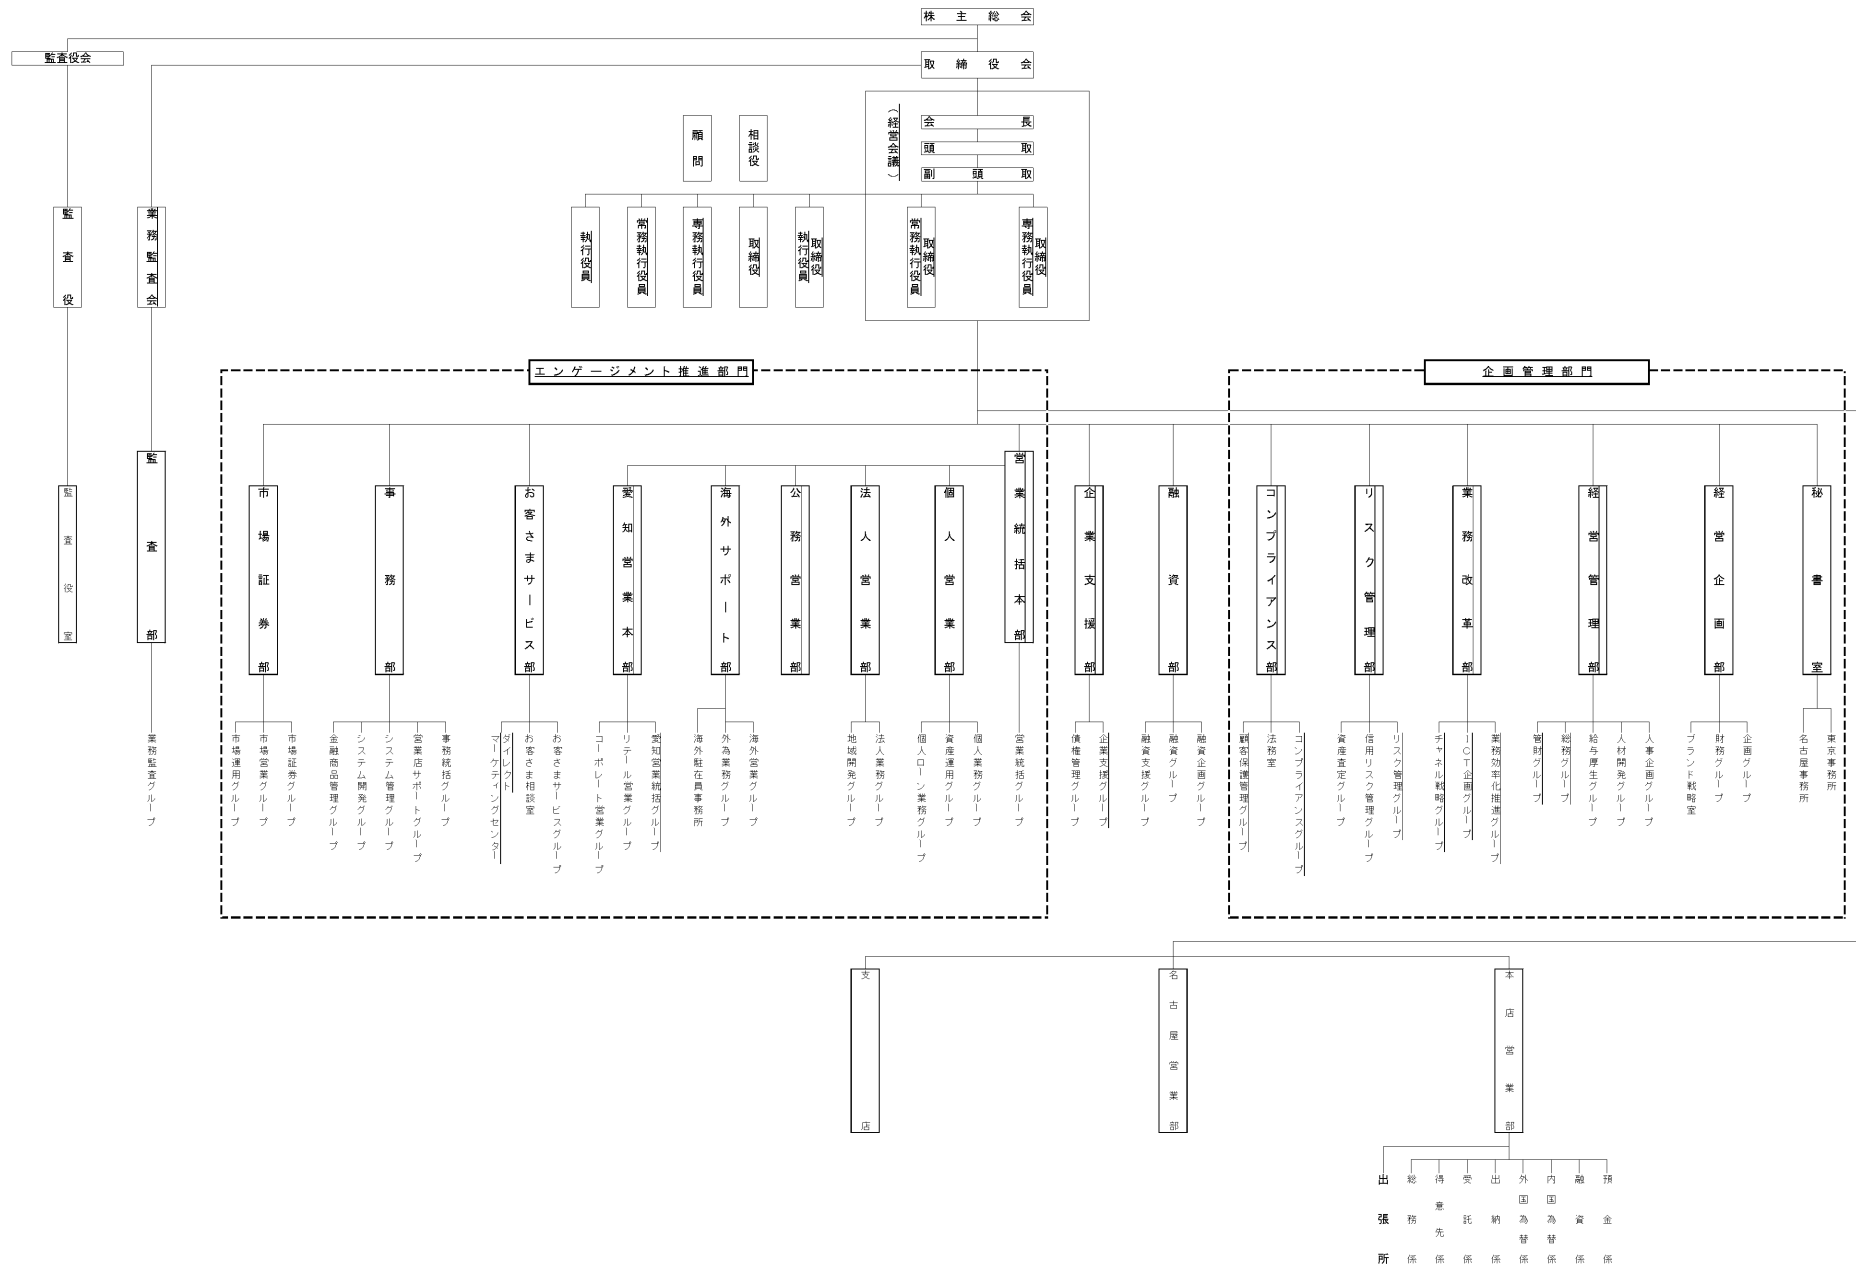 株主総会
監査役会
取締役会
(経営会議)
会長
頭取
副頭取
相談役
顧問
取締役
専務執行役員
取締役
常務執行役員
取締役
執行役員
取締役
専務執行役員
常務執行役員
執行役員
業務監査会
監査役
エンゲージメント推進部門
企画管理部門
秘書室
経営企画部
経営管理部
業務改革部
リスク管理部
コンプライアンス部
融資部
企業支援部
営業統括本部
個人営業部
法人営業部
公務営業部
海外サポート部
愛知営業本部
お客さまサービス部
事務部
市場証券部
監査部
監査役室
東京事務所
名古屋事務所
企画グループ
財務グループ
ブランド戦略室
人事企画グループ
人材開発グループ
給与厚生グループ
総務グループ
管財グループ
業務効率化推進グループ
ICT企画グループ
チャネル戦略グループ
リスク管理グループ
信用リスク管理グループ
資産査定グループ
コンプライアンスグループ
法務室
顧客保護管理グループ
融資企画グループ
融資グループ
融資支援グループ
企業支援グループ
債権管理グループ
営業統括グループ
個人業務グループ
資産運用グループ
個人ローン業務グループ
法人業務グループ
地域開発グループ
海外営業グループ
外為業務グループ
海外駐在員事務所
愛知営業統括グループ
リテール営業グループ
コーポレート営業グループ
お客さまサービスグループ
お客さま相談室
ダイレクト
マーケティングセンター
事務統括グループ
営業店サポートグループ
システム管理グループ
システム開発グループ
金融商品管理グループ
市場証券グループ
市場営業グループ
市場運用グループ
業務監査グループ
本店営業部
名古屋営業部
支店
預金係
融資係
内国為替係
外国為替係
出納係
受託係
得意先係
総務係
出張所